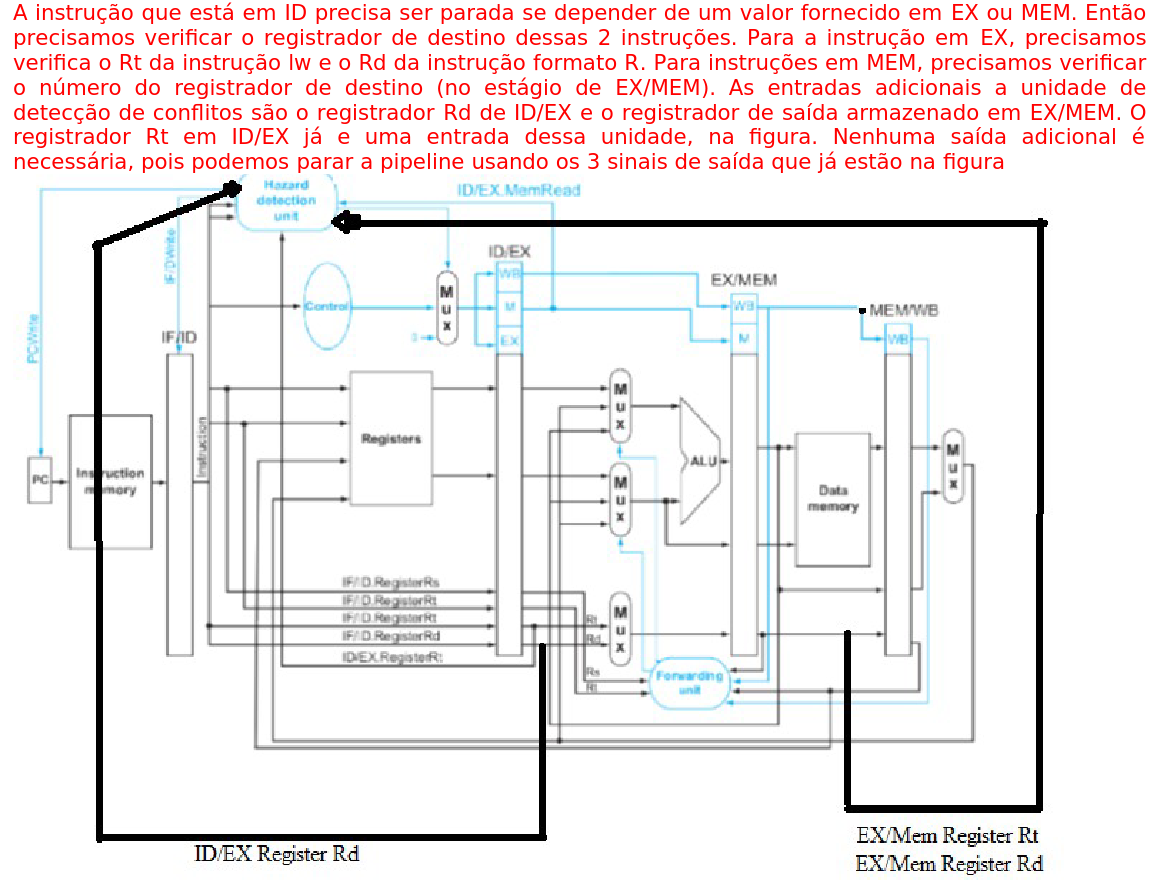 A instrução que está em ID precisa ser parada se depender de um valor fornecido em EX ou MEM. Então
precisamos verificar o registrador de destino dessas 2 instruções. Para a instrução em EX, precisamos
verifica o Rt da instrução lw e o Rd da instrução formato R. Para instruções em MEM, precisamos verificar
o número do registrador de destino (no estágio de EX/MEM). As entradas adicionais a unidade de
detecção de conflitos são o registrador Rd de ID/EX e o registrador de saída armazenado em EX/MEM. O
registrador Rt em ID/EX já e uma entrada dessa unidade, na figura. Nenhuma saída adicional é
necessária, pois podemos parar a pipeline usando os 3 sinais de saída que já estão na figura
Hazard
detection
unit
ID/EX.MemRead
IF/DWrite
PCWrite
ID/EX
WB
M
EX
Control
Mux
0
EX/MEM
WB
M
MEM/WB
WB
IF/ID
Instruction
PC
Instruction
memory
Registers
Mux
Mux
ALU
Data
memory
Mux
IF/ID.RegisterRs
IF/ID.RegisterRt
IF/ID.RegisterRt
IF/ID.RegisterRd
ID/EX.RegisterRt
Rt
Rd
Mux
Rs
Rt
Forwarding
unit
ID/EX Register Rd
EX/Mem Register Rt
EX/Mem Register Rd